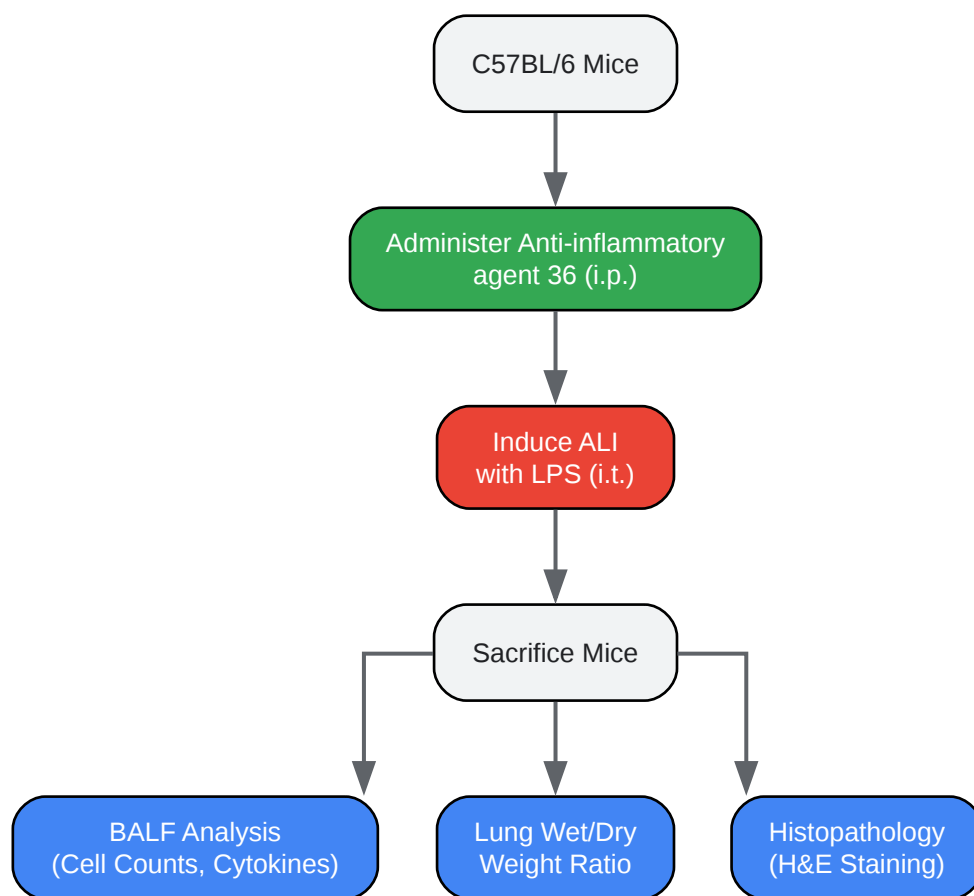 C57BL/6 Mice
Administer Anti-inflammatory
agent 36 (i.p.)
Induce ALI
with LPS (i.t.)
Sacrifice Mice
BALF Analysis
(Cell Counts, Cytokines)
Lung Wet/Dry
Weight Ratio
Histopathology
(H&E Staining)